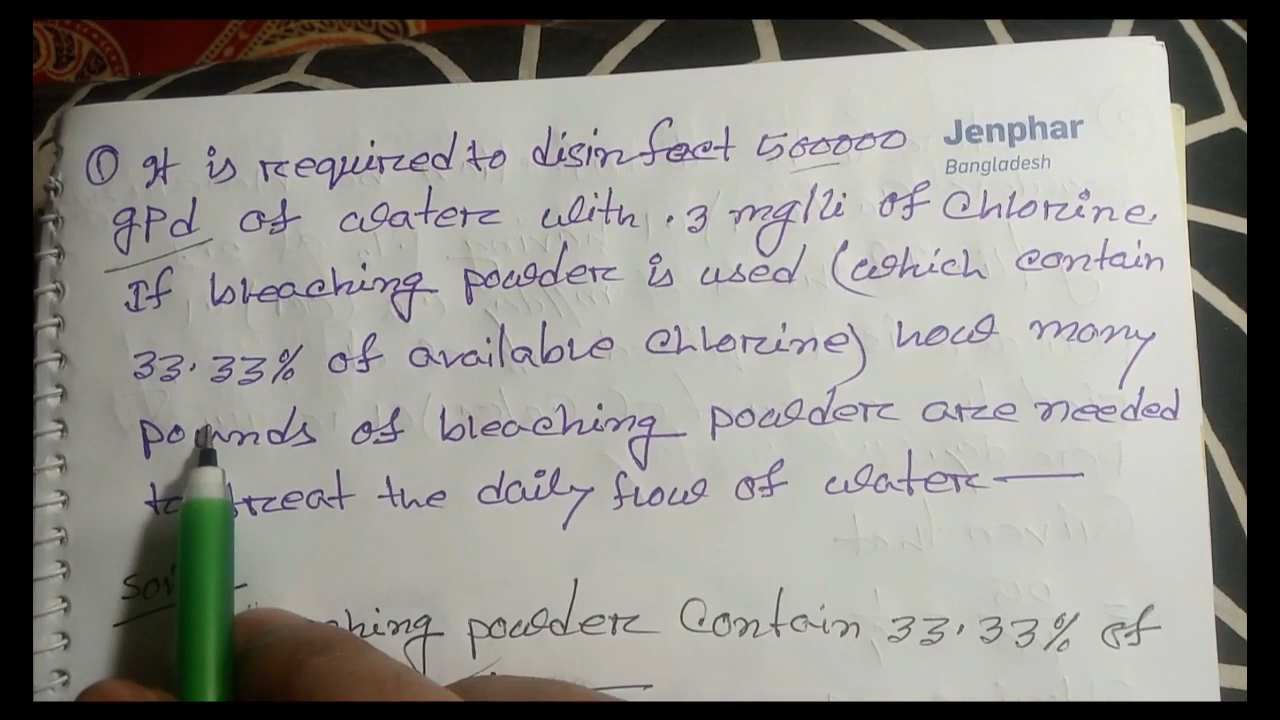 ① It is required to disinfect 500000
Jenphar
Bangladesh
gpd of water with .3 mg/li of chlorine.
If bleaching powder is used (which contain
33.33% of available chlorine) how many
pounds of bleaching powder are needed
treat the daily flow of water —
powder contain 33.33% of